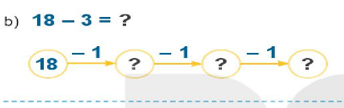 b) 18 – 3 = ?
– 1 – 1 – 1
18 ? ? ?